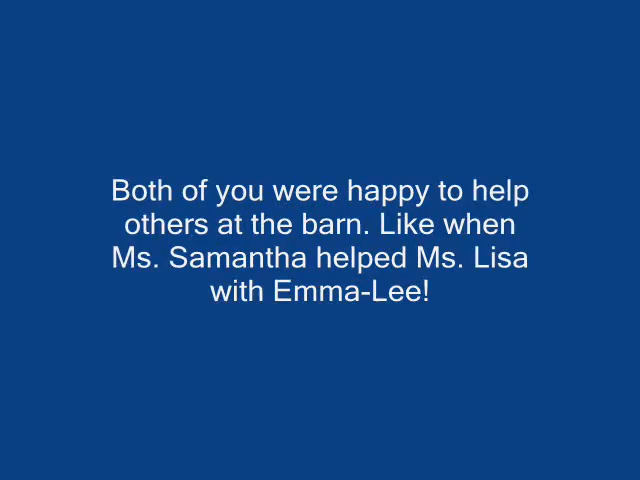 Both of you were happy to help
others at the barn. Like when
Ms. Samantha helped Ms. Lisa
with Emma-Lee!